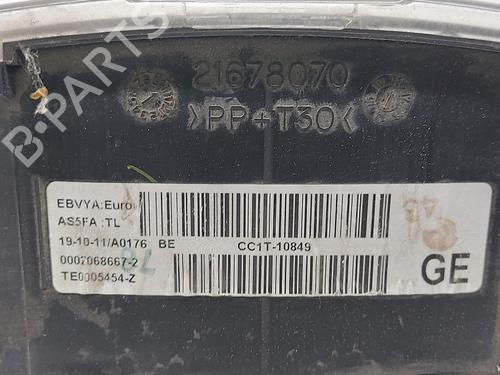 21678070
>PP+T30<
B-PARTS
EBVYA:Euro
AS5FA :TL
19-10-11/A0176 BE
CC1T-10849
0002068667-2
TE0005454-Z
GE